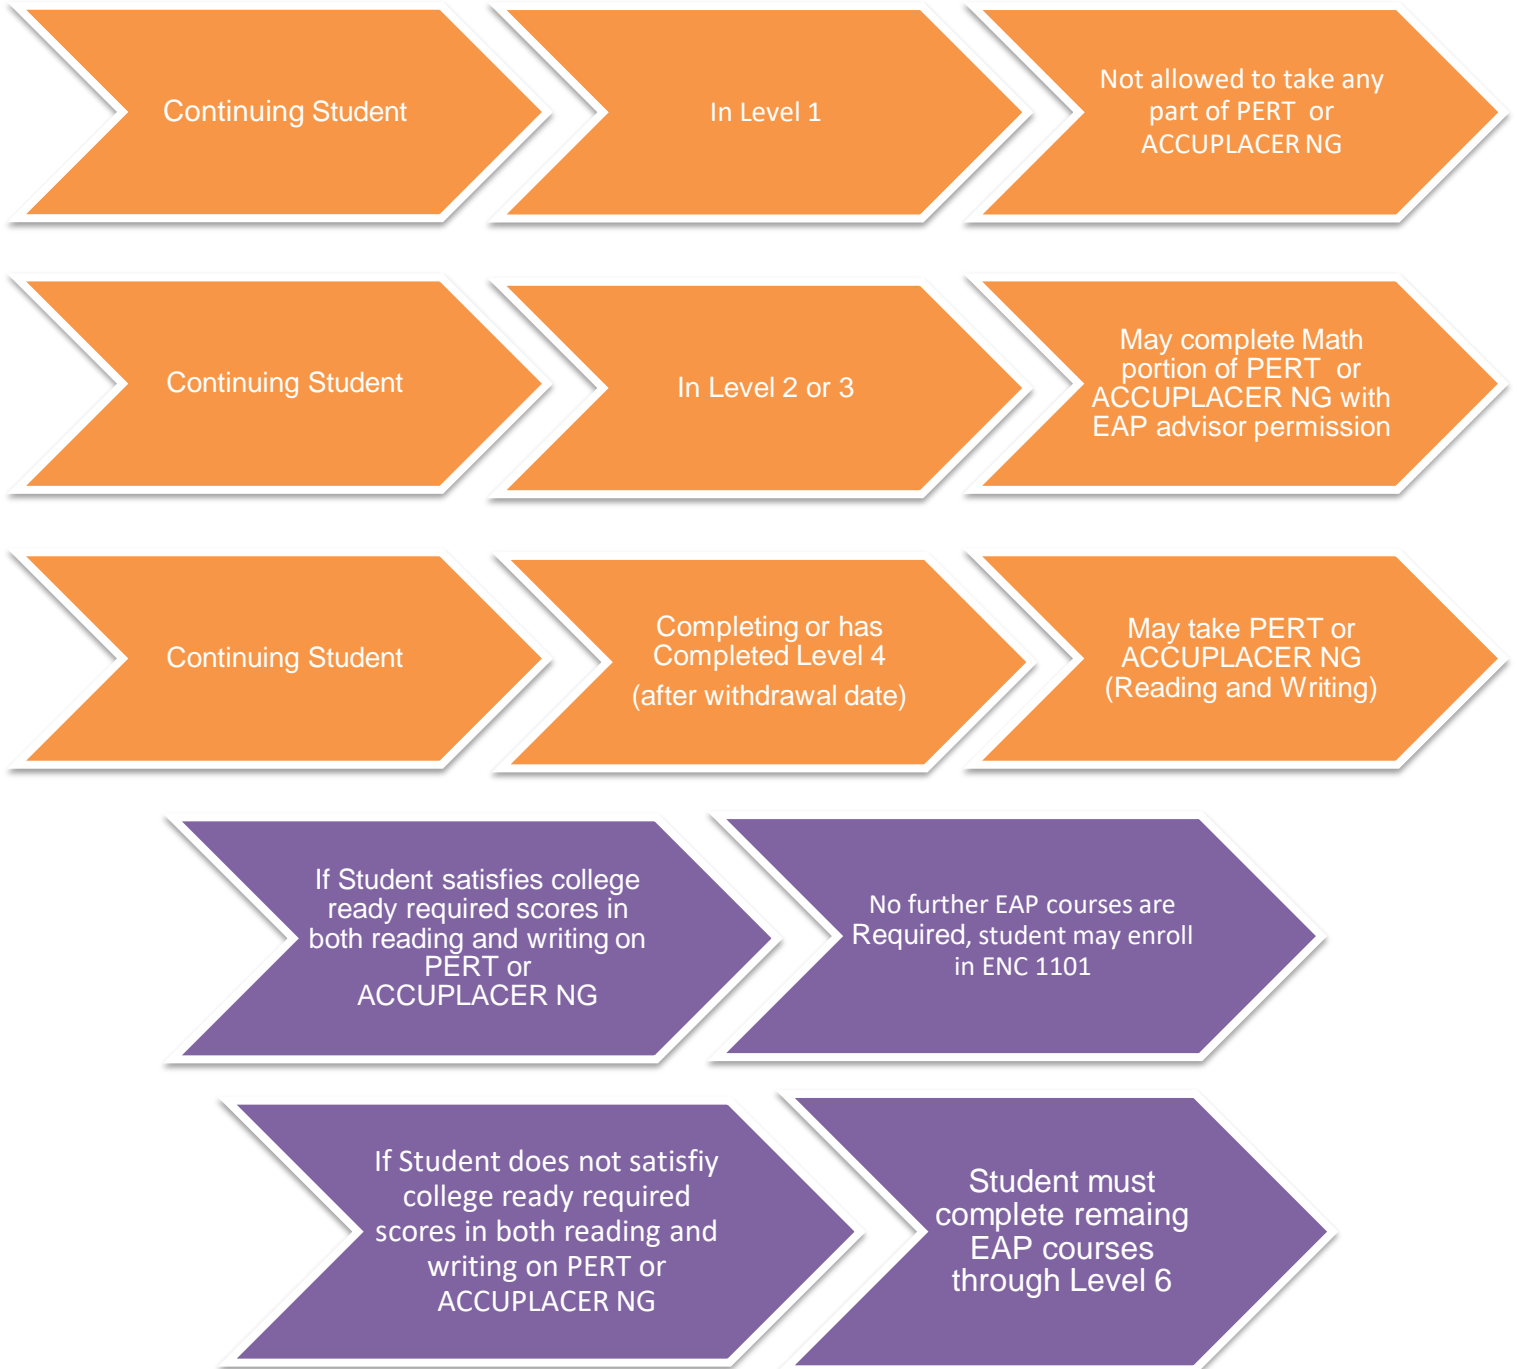 Continuing Student
In Level 1
Not allowed to take any
part of PERT or
ACCUPLACER NG
Continuing Student
In Level 2 or 3
May complete Math
portion of PERT or
ACCUPLACER NG with
EAP advisor permission
Continuing Student
Completing or has
Completed Level 4
(after withdrawal date)
May take PERT or
ACCUPLACER NG
(Reading and Writing)
If Student satisfies college
ready required scores in
both reading and writing on
PERT or
ACCUPLACER NG
No further EAP courses are
Required, student may enroll
in ENC 1101
If Student does not satisfiy
college ready required
scores in both reading and
writing on PERT or
ACCUPLACER NG
Student must
complete remaing
EAP courses
through Level 6